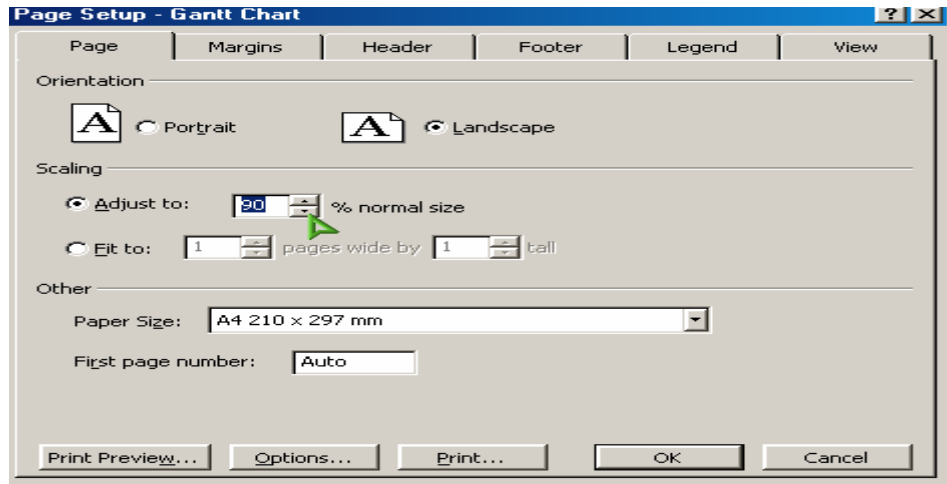 Page Setup - Gantt Chart
Page Margins Header Footer Legend View
Orientation
A Portrait A Landscape
Scaling
Adjust to: 90 % normal size
Fit to: 1 pages wide by 1 tall
Other
Paper Size: A4 210 x 297 mm
First page number: Auto
Print Preview... Options... Print... OK Cancel